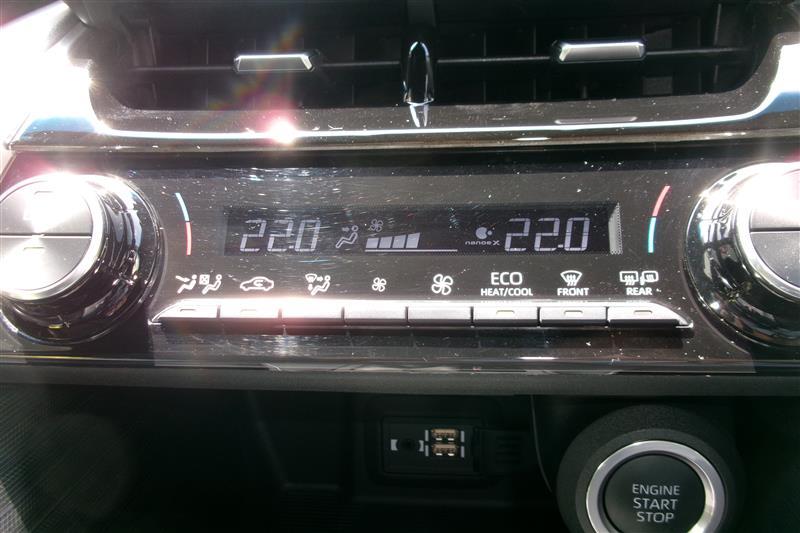 22.0
nanoe X
22.0
ECO
HEAT/COOL
FRONT
REAR
ENGINE
START
STOP